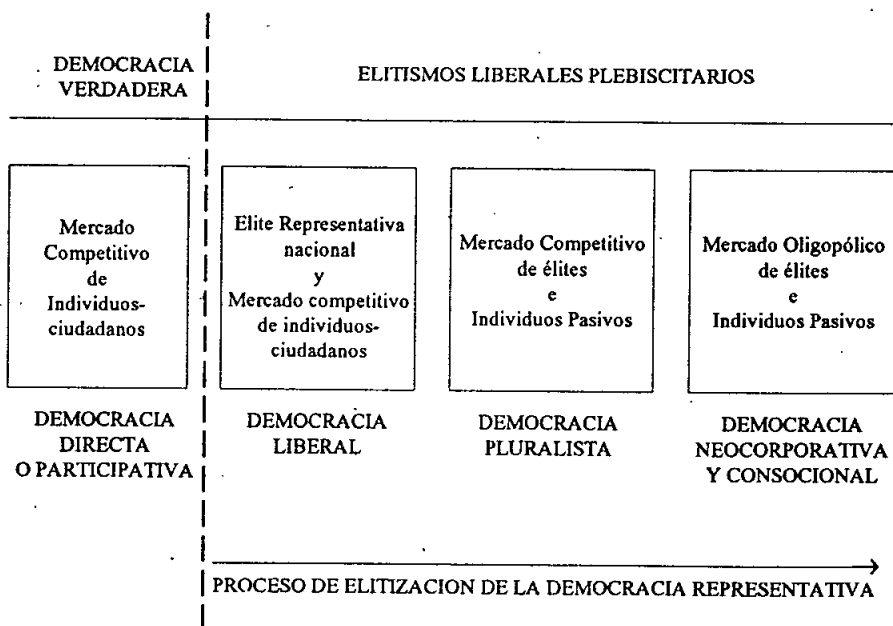 DEMOCRACIA
VERDADERA
ELITISMOS LIBERALES PLEBISCITARIOS
Mercado
Competitivo
de
Individuos-
ciudadanos
Elite Representativa
nacional
y
Mercado competitivo
de individuos-
ciudadanos
Mercado Competitivo
de élites
e
Individuos Pasivos
Mercado Oligopólico
de élites
e
Individuos Pasivos
DEMOCRACIA
DIRECTA
O PARTICIPATIVA
DEMOCRACIA
LIBERAL
DEMOCRACIA
PLURALISTA
DEMOCRACIA
NEOCORPORATIVA
Y CONSOCIONAL
PROCESO DE ELITIZACION DE LA DEMOCRACIA REPRESENTATIVA